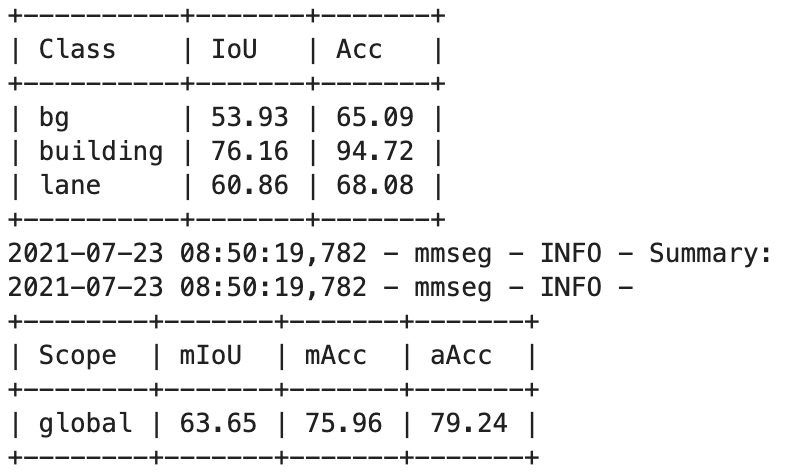 +----------+-------+-------+
| Class    | IoU   | Acc   |
+----------+-------+-------+
| bg       | 53.93 | 65.09 |
| building | 76.16 | 94.72 |
| lane     | 60.86 | 68.08 |
+----------+-------+-------+
2021-07-23 08:50:19,782 - mmseg - INFO - Summary:
2021-07-23 08:50:19,782 - mmseg - INFO -
+--------+-------+-------+-------+
| Scope  | mIoU  | mAcc  | aAcc  |
+--------+-------+-------+-------+
| global | 63.65 | 75.96 | 79.24 |
+--------+-------+-------+-------+